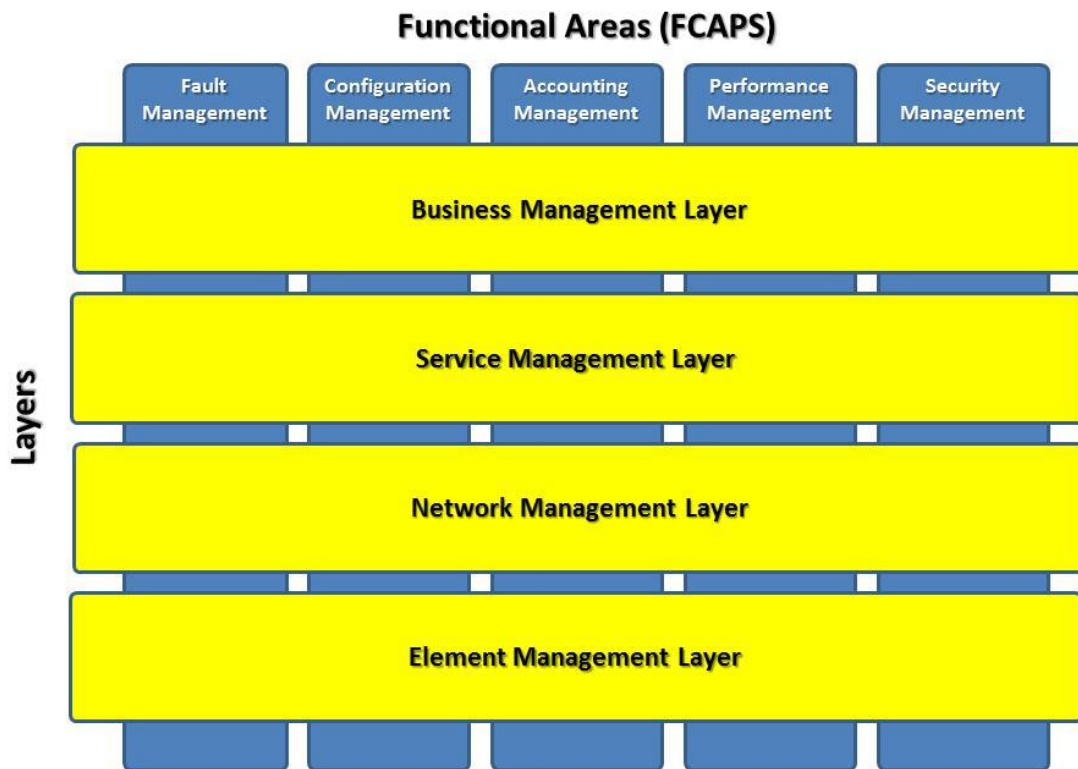 Functional Areas (FCAPS)
Fault
Management
Configuration
Management
Accounting
Management
Performance
Management
Security
Management
Layers
Business Management Layer
Service Management Layer
Network Management Layer
Element Management Layer